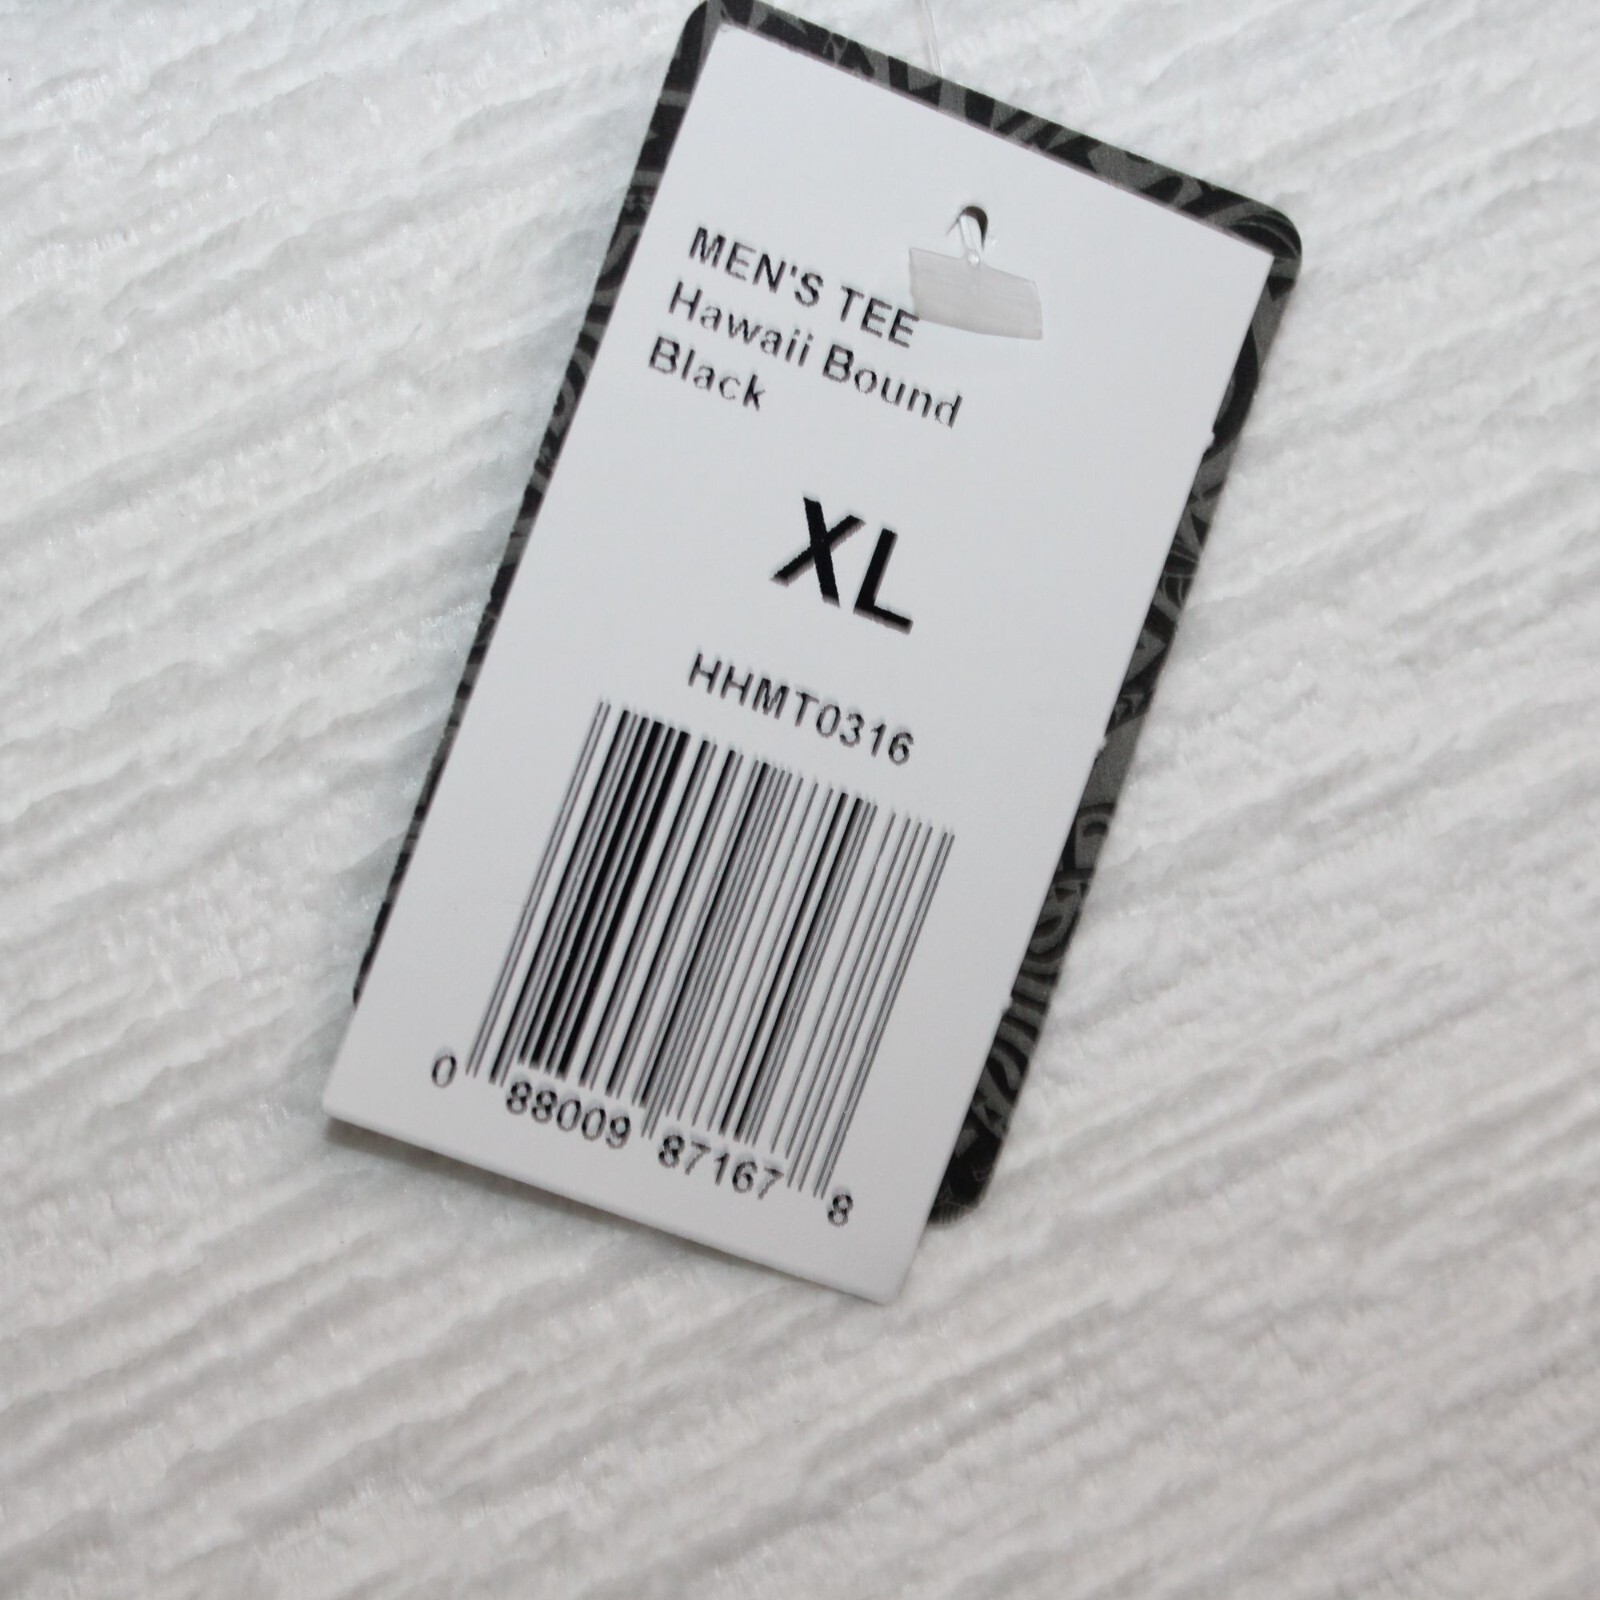 MEN'S TEE
Hawaii Bound
Black
XL
HHMT0316
0 88009 87167 8